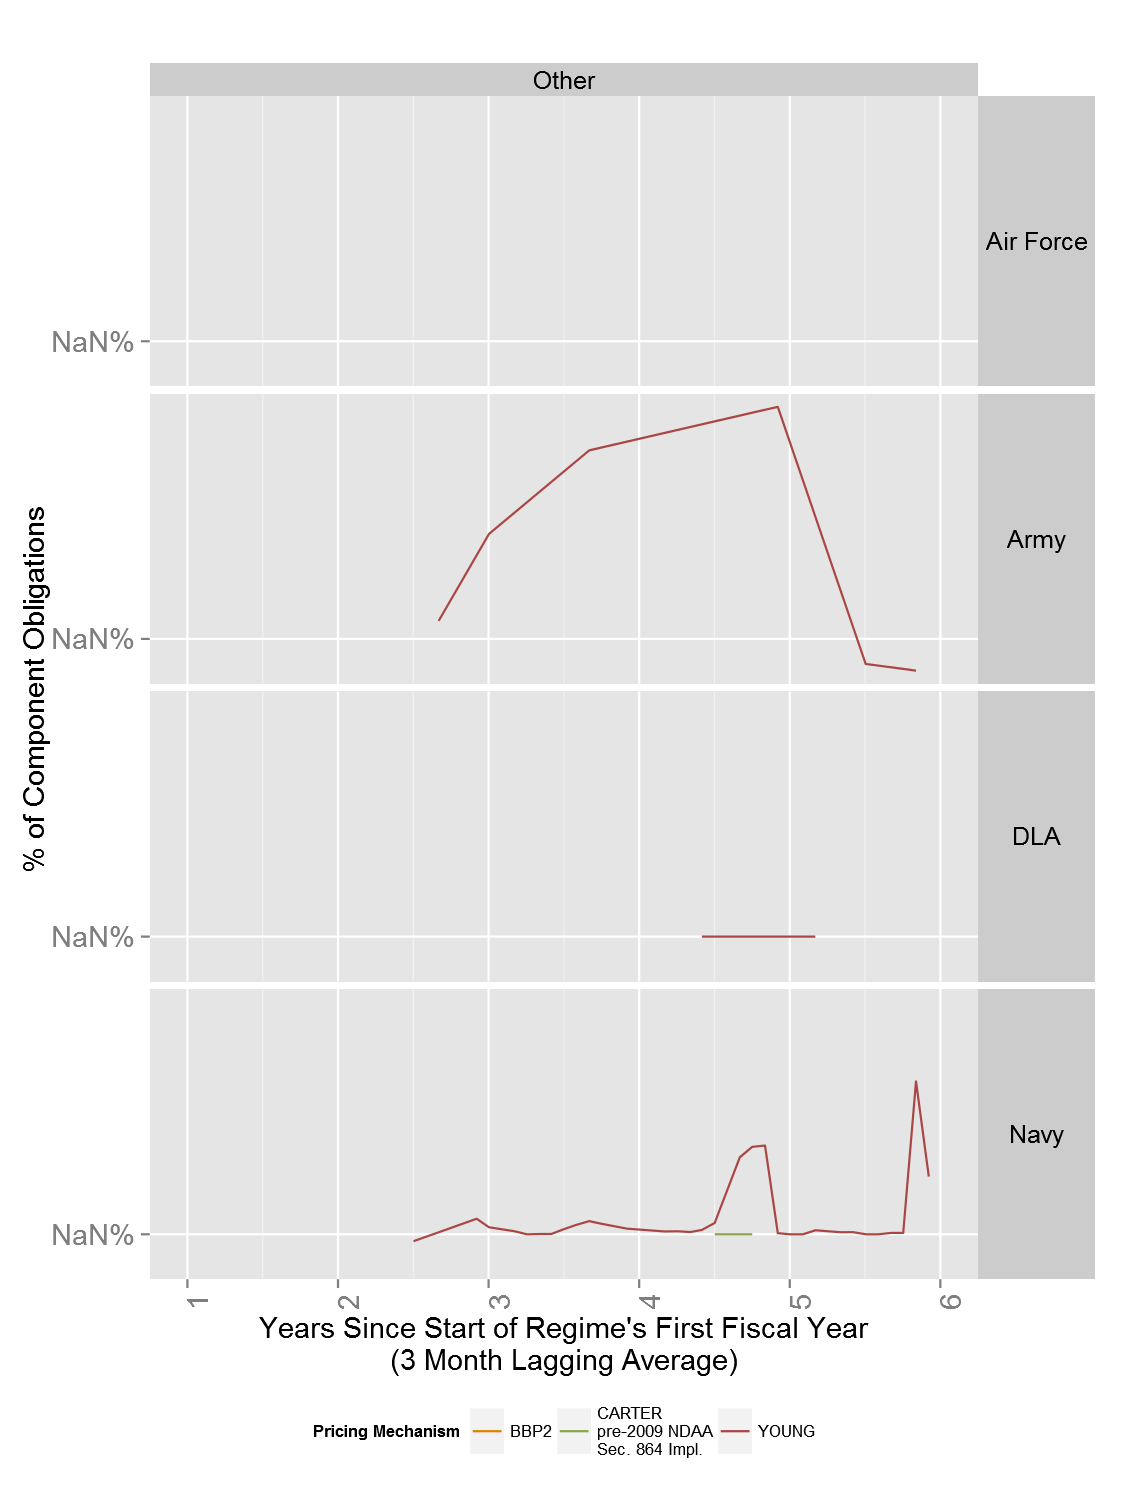 Other
Air Force
NaN%
Army
NaN%
DLA
NaN%
Navy
NaN%
% of Component Obligations
1 2 3 4 5 6
Years Since Start of Regime's First Fiscal Year
(3 Month Lagging Average)
Pricing Mechanism
BBP2
CARTER
pre-2009 NDAA
Sec. 864 Impl.
YOUNG